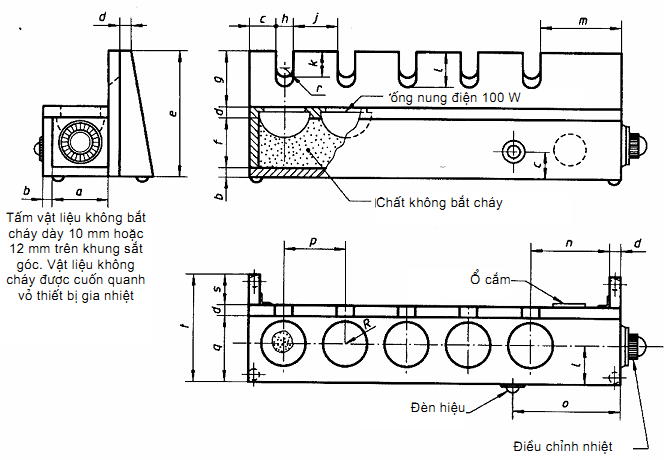 d
c
h
j
m
k
l
g
r
e
ống nung điện 100 W
d
f
c
b
a
b
Chất không bắt cháy
Tấm vật liệu không bắt
cháy dày 10 mm hoặc
12 mm trên khung sắt
góc. Vật liệu không
cháy được cuốn quanh
vỏ thiết bị gia nhiệt
p
n
d
s
Ổ cắm
t
d
R
q
l
Đèn hiệu
o
Điều chỉnh nhiệt